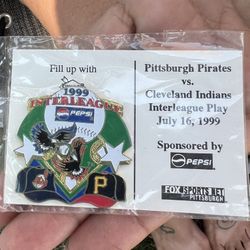 Fill up with
1999
INTERLEAGUE
PEPSI
P
Pittsburgh Pirates
vs.
Cleveland Indians
Interleague Play
July 16, 1999
Sponsored by
PEPSI
FOX SPORTS NET
PITTSBURGH